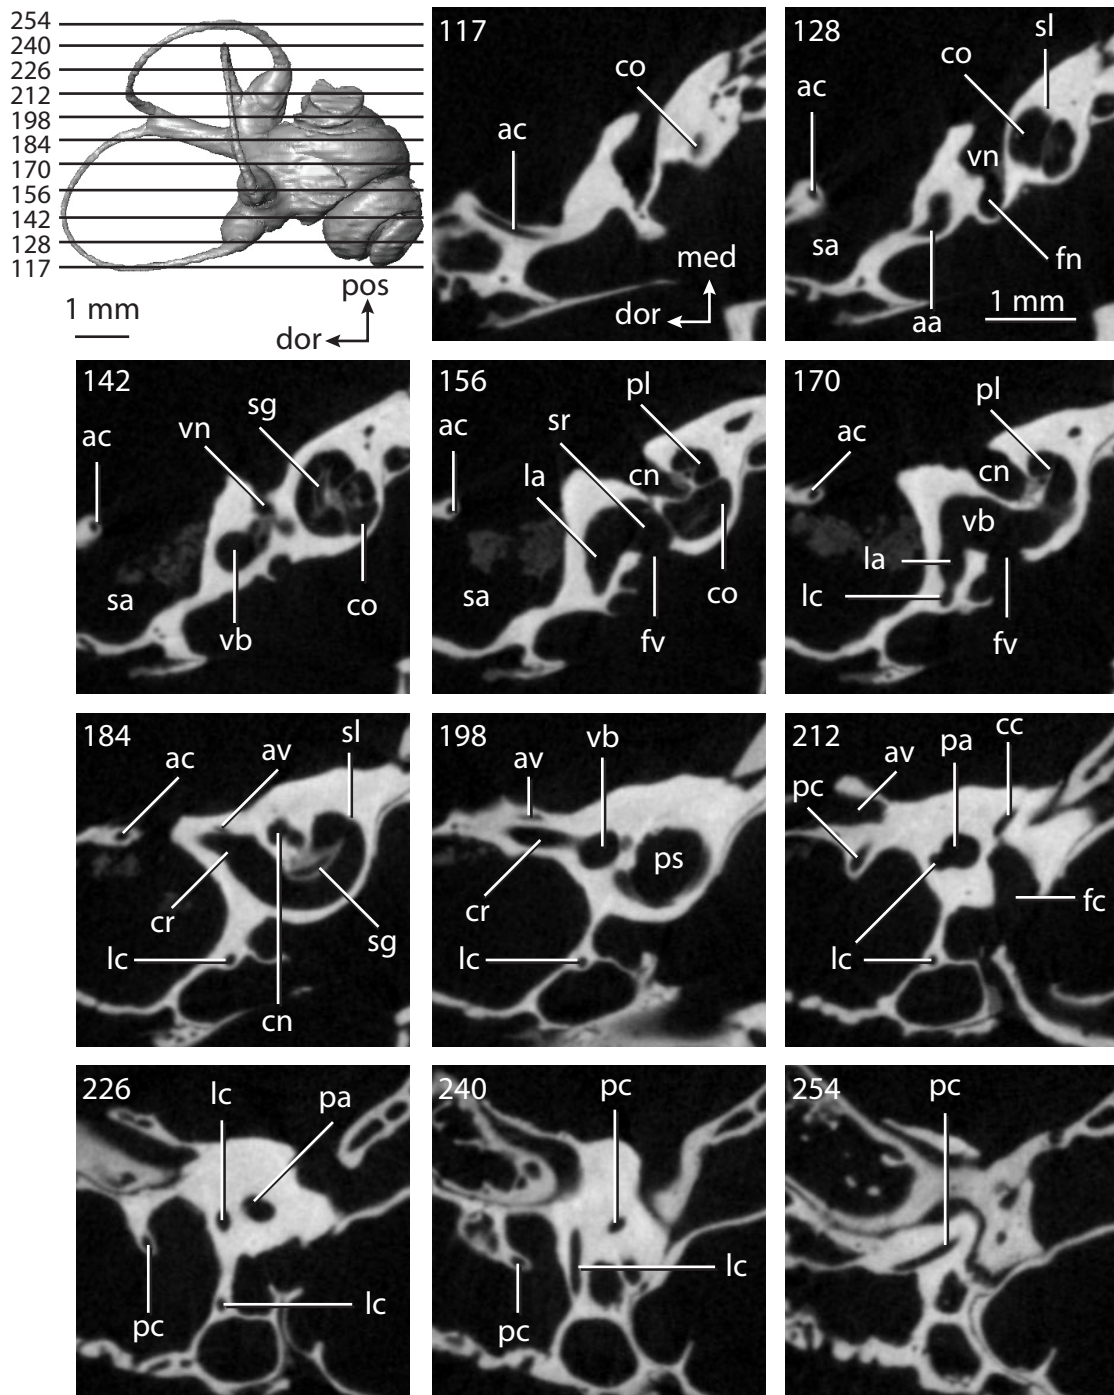 254
240
226
212
198
184
170
156
142
128
117
1 mm
pos
dor
117
co
ac
med
dor
128
sl
co
ac
vn
sa
fn
aa
1 mm
142
sg
vn
ac
sa
vb
co
156
pl
sr
ac
cn
la
sa
co
fv
170
pl
ac
cn
vb
la
lc
fv
184
av
sl
ac
cr
sg
lc
cn
198
vb
av
ps
cr
lc
212
cc
pa
av
pc
fc
lc
226
lc
pa
lc
pc
240
pc
lc
pc
254
pc